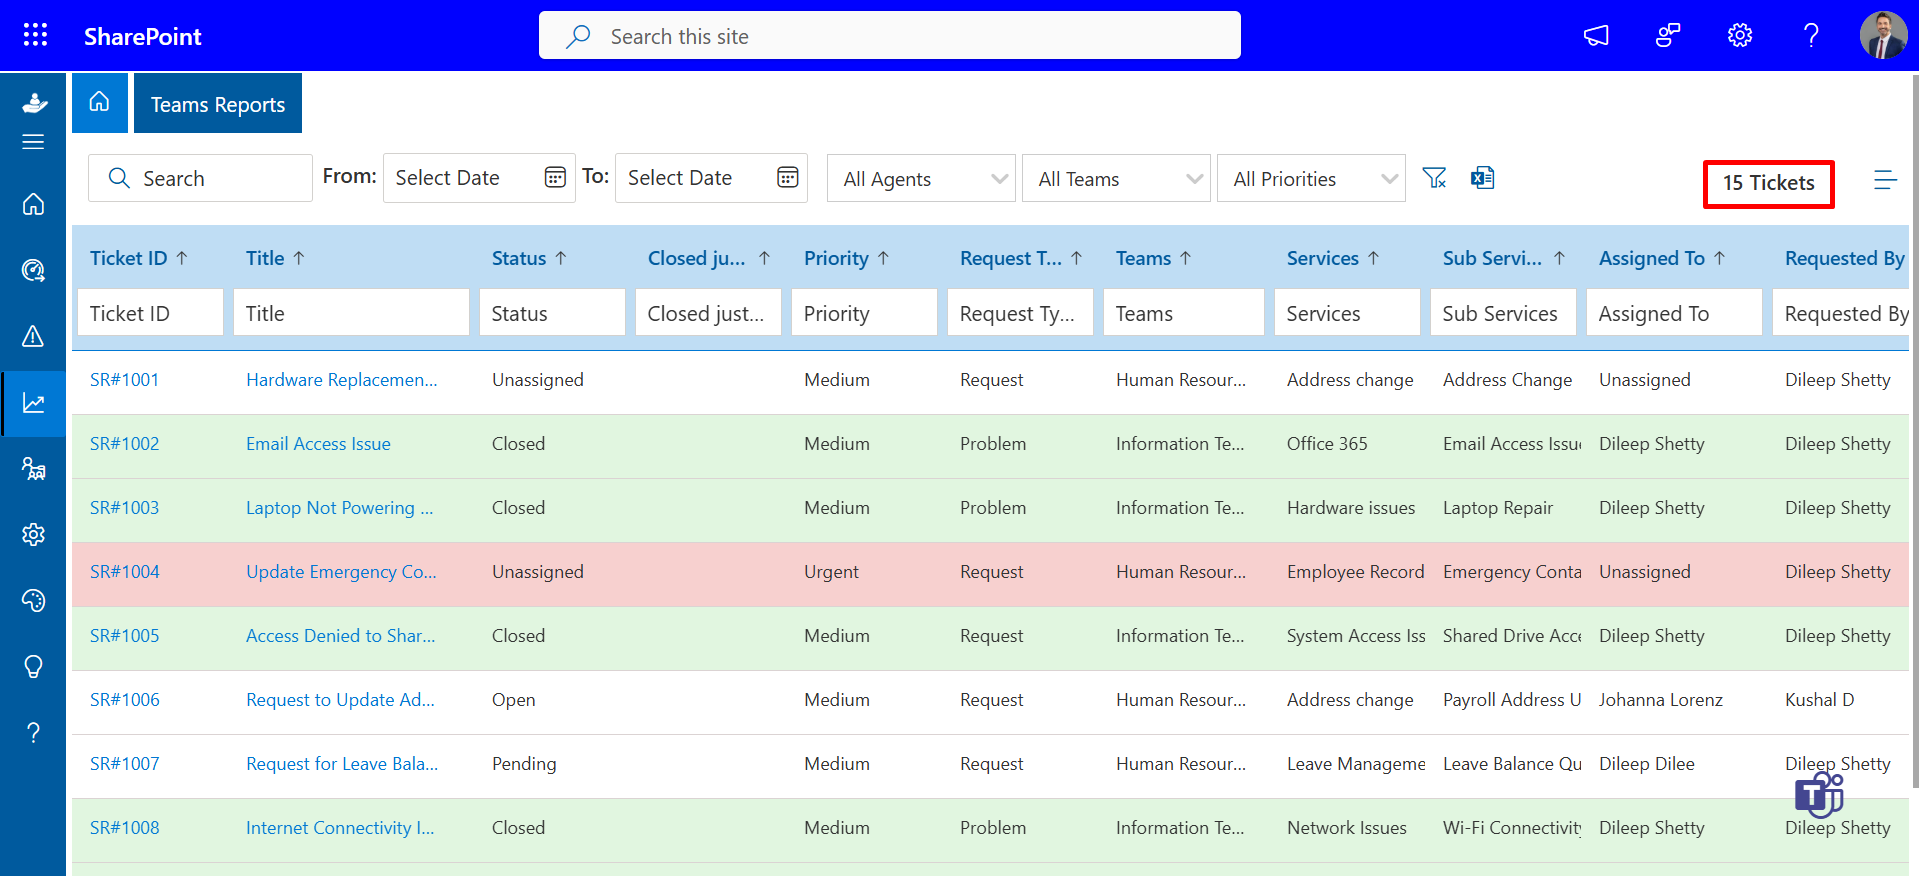 SharePoint
Search this site
Teams Reports
Search
From:
Select Date
To:
Select Date
All Agents
All Teams
All Priorities
15 Tickets
Ticket ID Title Status Closed ju... Priority Request T... Teams Services Sub Servi... Assigned To Requested By
Ticket ID Title Status Closed just... Priority Request Ty... Teams Services Sub Services Assigned To Requested By
SR#1001 Hardware Replacemen... Unassigned Medium Request Human Resour... Address change Address Change Unassigned Dileep Shetty
SR#1002 Email Access Issue Closed Medium Problem Information Te... Office 365 Email Access Issu Dileep Shetty Dileep Shetty
SR#1003 Laptop Not Powering ... Closed Medium Problem Information Te... Hardware issues Laptop Repair Dileep Shetty Dileep Shetty
SR#1004 Update Emergency Co... Unassigned Urgent Request Human Resour... Employee Record Emergency Conta Unassigned Dileep Shetty
SR#1005 Access Denied to Shar... Closed Medium Request Information Te... System Access Iss Shared Drive Acce Dileep Shetty Dileep Shetty
SR#1006 Request to Update Ad... Open Medium Request Human Resour... Address change Payroll Address U Johanna Lorenz Kushal D
SR#1007 Request for Leave Bala... Pending Medium Request Human Resour... Leave Manageme Leave Balance Qu Dileep Dilee Dileep Shetty
T
SR#1008 Internet Connectivity I... Closed Medium Problem Information Te... Network Issues Wi-Fi Connectivity Dileep Shetty Dileep Shetty